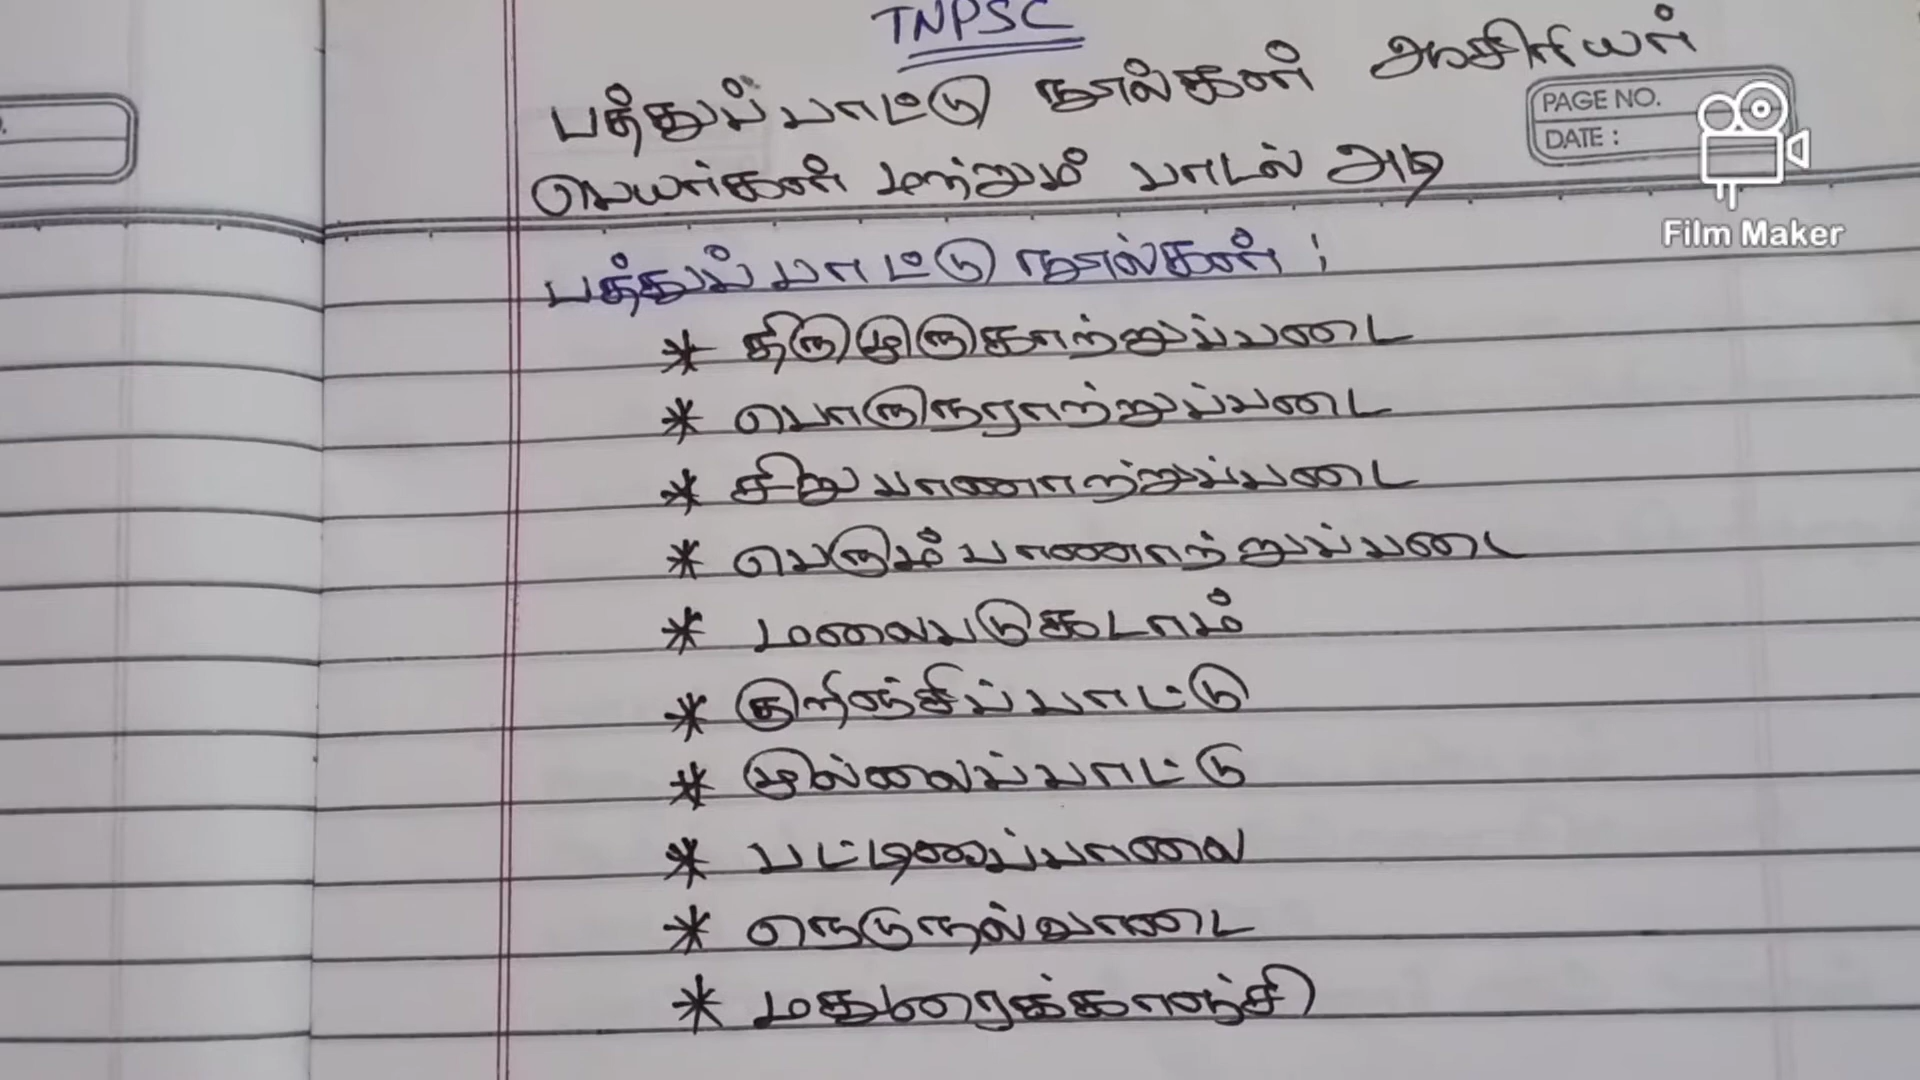 TNPSC
பத்துப்பாட்டு நூல்கள் ஆசிரியர்
பெயர்கள் மற்றும் பாடல் அடி
PAGE NO.
DATE :
Film Maker
பத்துப்பாட்டு நூல்கள் :
* திருமுருகாற்றுப்படை
* பொருநராற்றுப்படை
* சிறுபாணாற்றுப்படை
* பெரும்பாணாற்றுப்படை
* மலைபடுகடாம்
* குறிஞ்சிப்பாட்டு
* முல்லைப்பாட்டு
* பட்டினப்பாலை
* நெடுநல்வாடை
* மதுரைக்காஞ்சி